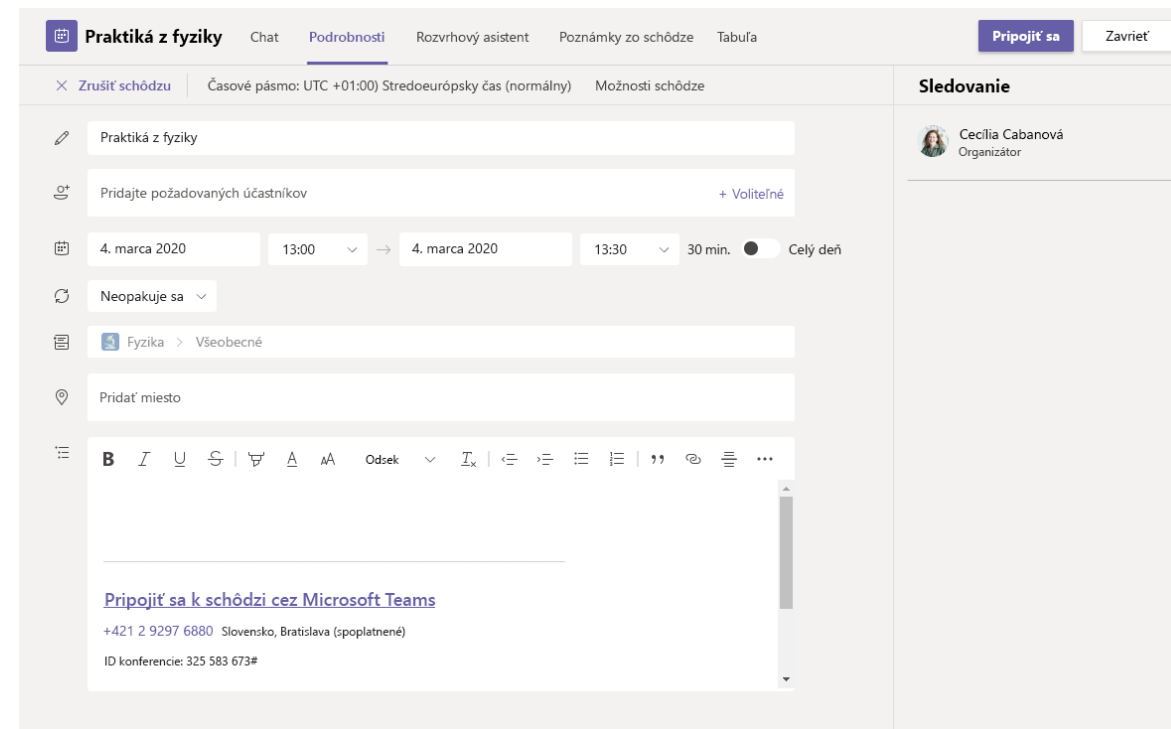 Praktiká z fyziky Chat Podrobnosti Rozvrhový asistent Poznámky zo schôdze Tabuľa Pripojiť sa Zavrieť
Zrušiť schôdzu Časové pásmo: UTC +01:00) Stredoeurópsky čas (normálny) Možnosti schôdze
Sledovanie
Praktiká z fyziky
Cecília Cabanová
Organizátor
Pridajte požadovaných účastníkov + Voliteľné
4. marca 2020 13:00 → 4. marca 2020 13:30 30 min. Celý deň
Neopakuje sa
Fyzika > Všeobecné
Pridať miesto
B I U S A AA Odsek Tx
Pripojiť sa k schôdzi cez Microsoft Teams
+421 2 9297 6880 Slovensko, Bratislava (spoplatnené)
ID konferencie: 325 583 673#